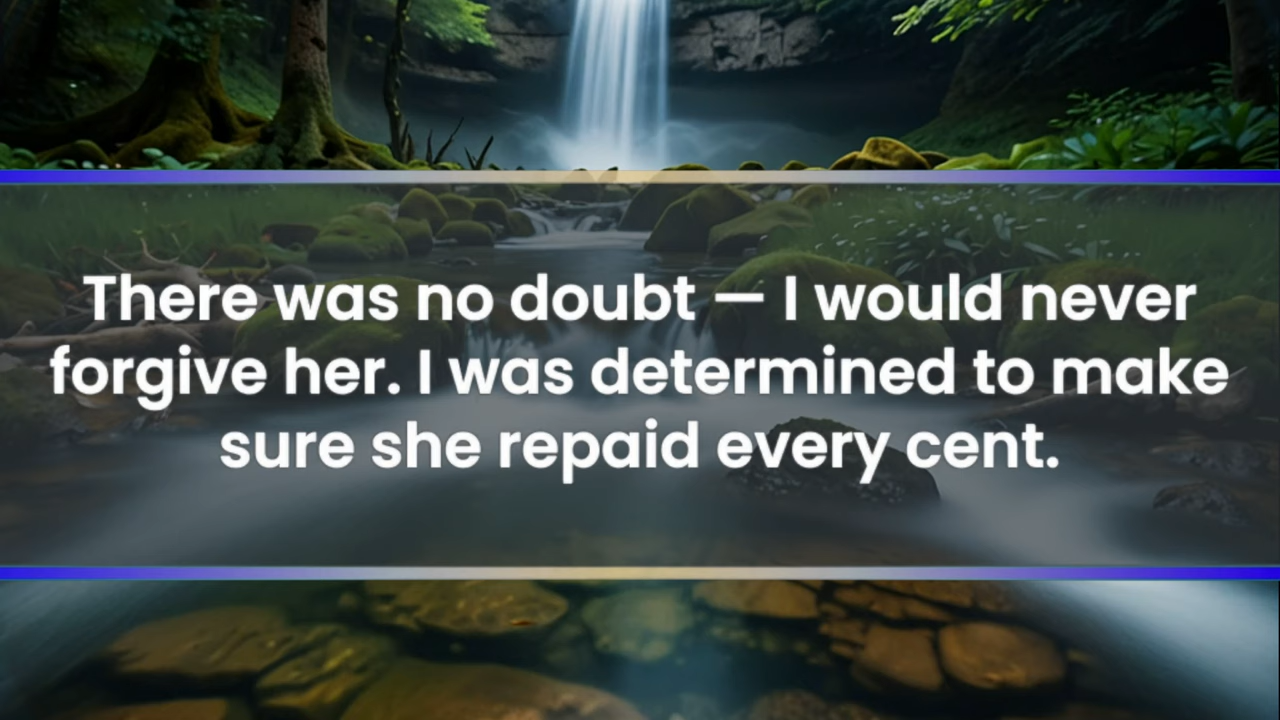 There was no doubt — I would never
forgive her. I was determined to make
sure she repaid every cent.